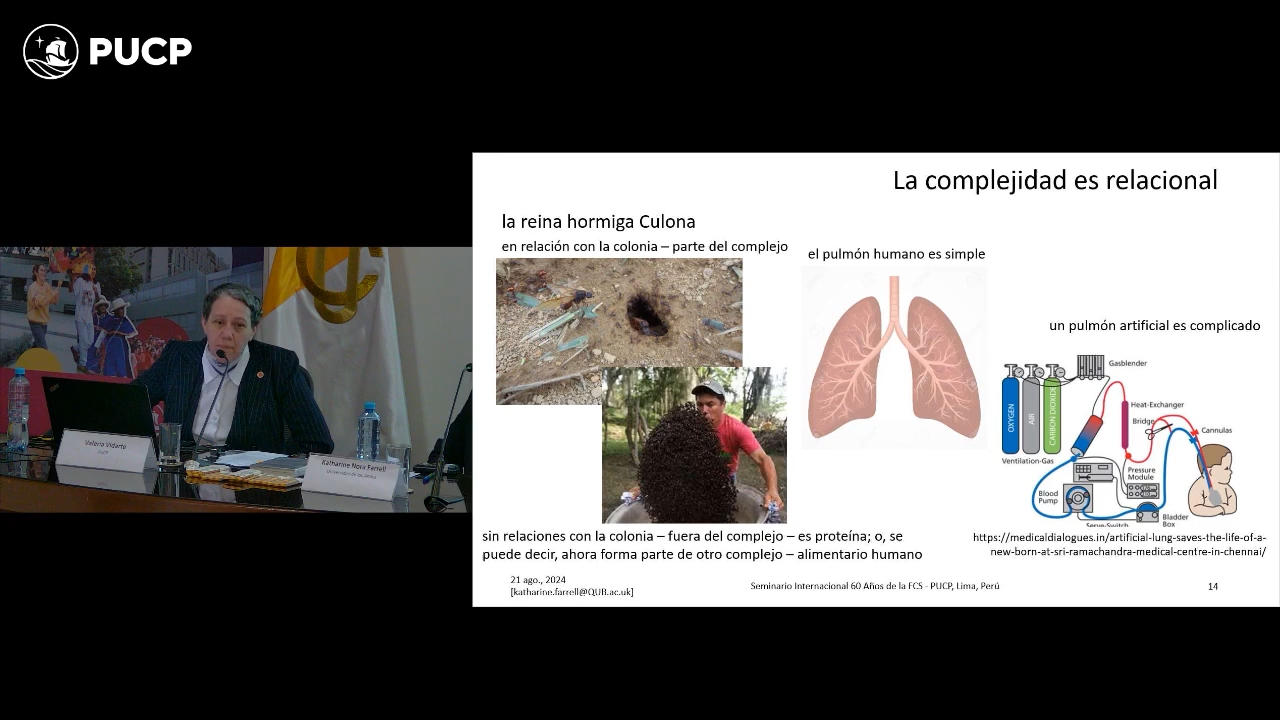 PUCP
La complejidad es relacional
la reina hormiga Culona
en relación con la colonia – parte del complejo
el pulmón humano es simple
un pulmón artificial es complicado
Gasblender
OXYGEN
AIR
CARBON DIOXIDE
Heat-Exchanger
Bridge
Cannulas
Ventilation-Gas
Pressure
Module
Blood
Pump
Servo-Switch
Bladder
Box
sin relaciones con la colonia – fuera del complejo – es proteína; o, se
puede decir, ahora forma parte de otro complejo – alimentario humano
https://medicaldialogues.in/artificial-lung-saves-the-life-of-a-
new-born-at-sri-ramachandra-medical-centre-in-chennai/
21 ago., 2024
[katharine.farrell@QUB.ac.uk]
Seminario Internacional 60 Años de la FCS - PUCP, Lima, Perú
14
Valeria Vidarte
PUCP
Katharine Nora Farrell